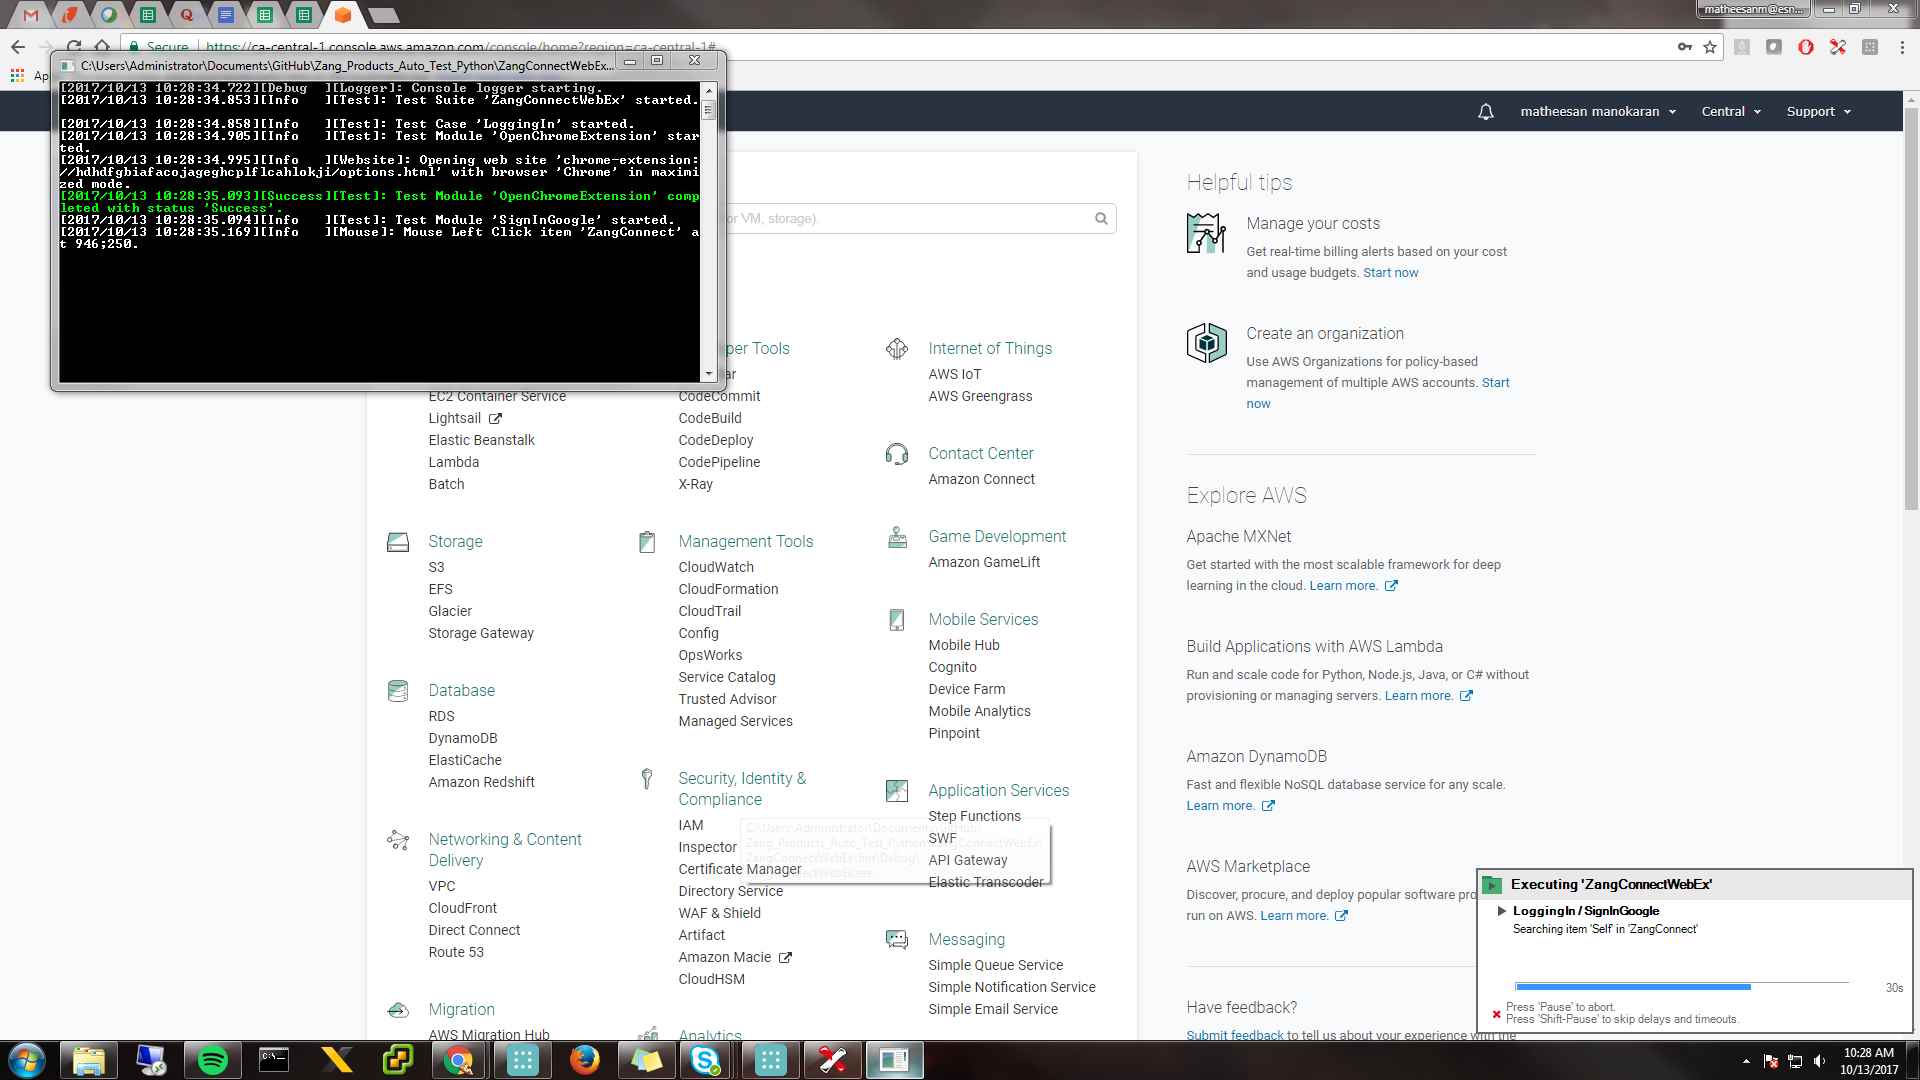 matheesanm@esn...
Secure
https://ca-central-1.console.aws.amazon.com/console/home?region=ca-central-1#
Ap
C:\Users\Administrator\Documents\GitHub\Zang_Products_Auto_Test_Python\ZangConnectWebEx...
[2017/10/13 10:28:34.722][Debug  ][Logger]: Console logger starting.
[2017/10/13 10:28:34.853][Info   ][Test]: Test Suite 'ZangConnectWebEx' started.
[2017/10/13 10:28:34.858][Info   ][Test]: Test Case 'LoggingIn' started.
[2017/10/13 10:28:34.905][Info   ][Test]: Test Module 'OpenChromeExtension' star
ted.
[2017/10/13 10:28:34.995][Info   ][Website]: Opening web site 'chrome-extension:
//hdhdfgbiafacojageghcplflcahlokji/options.html' with browser 'Chrome' in maximi
zed mode.
[2017/10/13 10:28:35.093][Success][Test]: Test Module 'OpenChromeExtension' comp
leted with status 'Success'.
[2017/10/13 10:28:35.094][Info   ][Test]: Test Module 'SignInGoogle' started.
[2017/10/13 10:28:35.169][Info   ][Mouse]: Mouse Left Click item 'ZangConnect' a
t 946;250.
matheesan manokaran
Central
Support
or VM, storage).
EC2 Container Service
Lightsail
Elastic Beanstalk
Lambda
Batch
Storage
S3
EFS
Glacier
Storage Gateway
Database
RDS
DynamoDB
ElastiCache
Amazon Redshift
Networking & Content
Delivery
VPC
CloudFront
Direct Connect
Route 53
Migration
AWS Migration Hub
per Tools
ar
CodeCommit
CodeBuild
CodeDeploy
CodePipeline
X-Ray
Management Tools
CloudWatch
CloudFormation
CloudTrail
Config
OpsWorks
Service Catalog
Trusted Advisor
Managed Services
Security, Identity &
Compliance
IAM
Inspector
Certificate Manager
Directory Service
WAF & Shield
Artifact
Amazon Macie
CloudHSM
Analytics
Internet of Things
AWS IoT
AWS Greengrass
Contact Center
Amazon Connect
Game Development
Amazon GameLift
Mobile Services
Mobile Hub
Cognito
Device Farm
Mobile Analytics
Pinpoint
Application Services
Step Functions
SWF
API Gateway
Elastic Transcoder
Messaging
Simple Queue Service
Simple Notification Service
Simple Email Service
Helpful tips
Manage your costs
Get real-time billing alerts based on your cost
and usage budgets. Start now
Create an organization
Use AWS Organizations for policy-based
management of multiple AWS accounts. Start
now
Explore AWS
Apache MXNet
Get started with the most scalable framework for deep
learning in the cloud. Learn more.
Build Applications with AWS Lambda
Run and scale code for Python, Node.js, Java, or C# without
provisioning or managing servers. Learn more.
Amazon DynamoDB
Fast and flexible NoSQL database service for any scale.
Learn more.
AWS Marketplace
Discover, procure, and deploy popular software pro
run on AWS. Learn more.
Have feedback?
Submit feedback to tell us about your experience with the
Executing 'ZangConnectWebEx'
LoggingIn / SignInGoogle
Searching item 'Self' in 'ZangConnect'
30s
Press 'Pause' to abort.
Press 'Shift-Pause' to skip delays and timeouts.
10:28 AM
10/13/2017